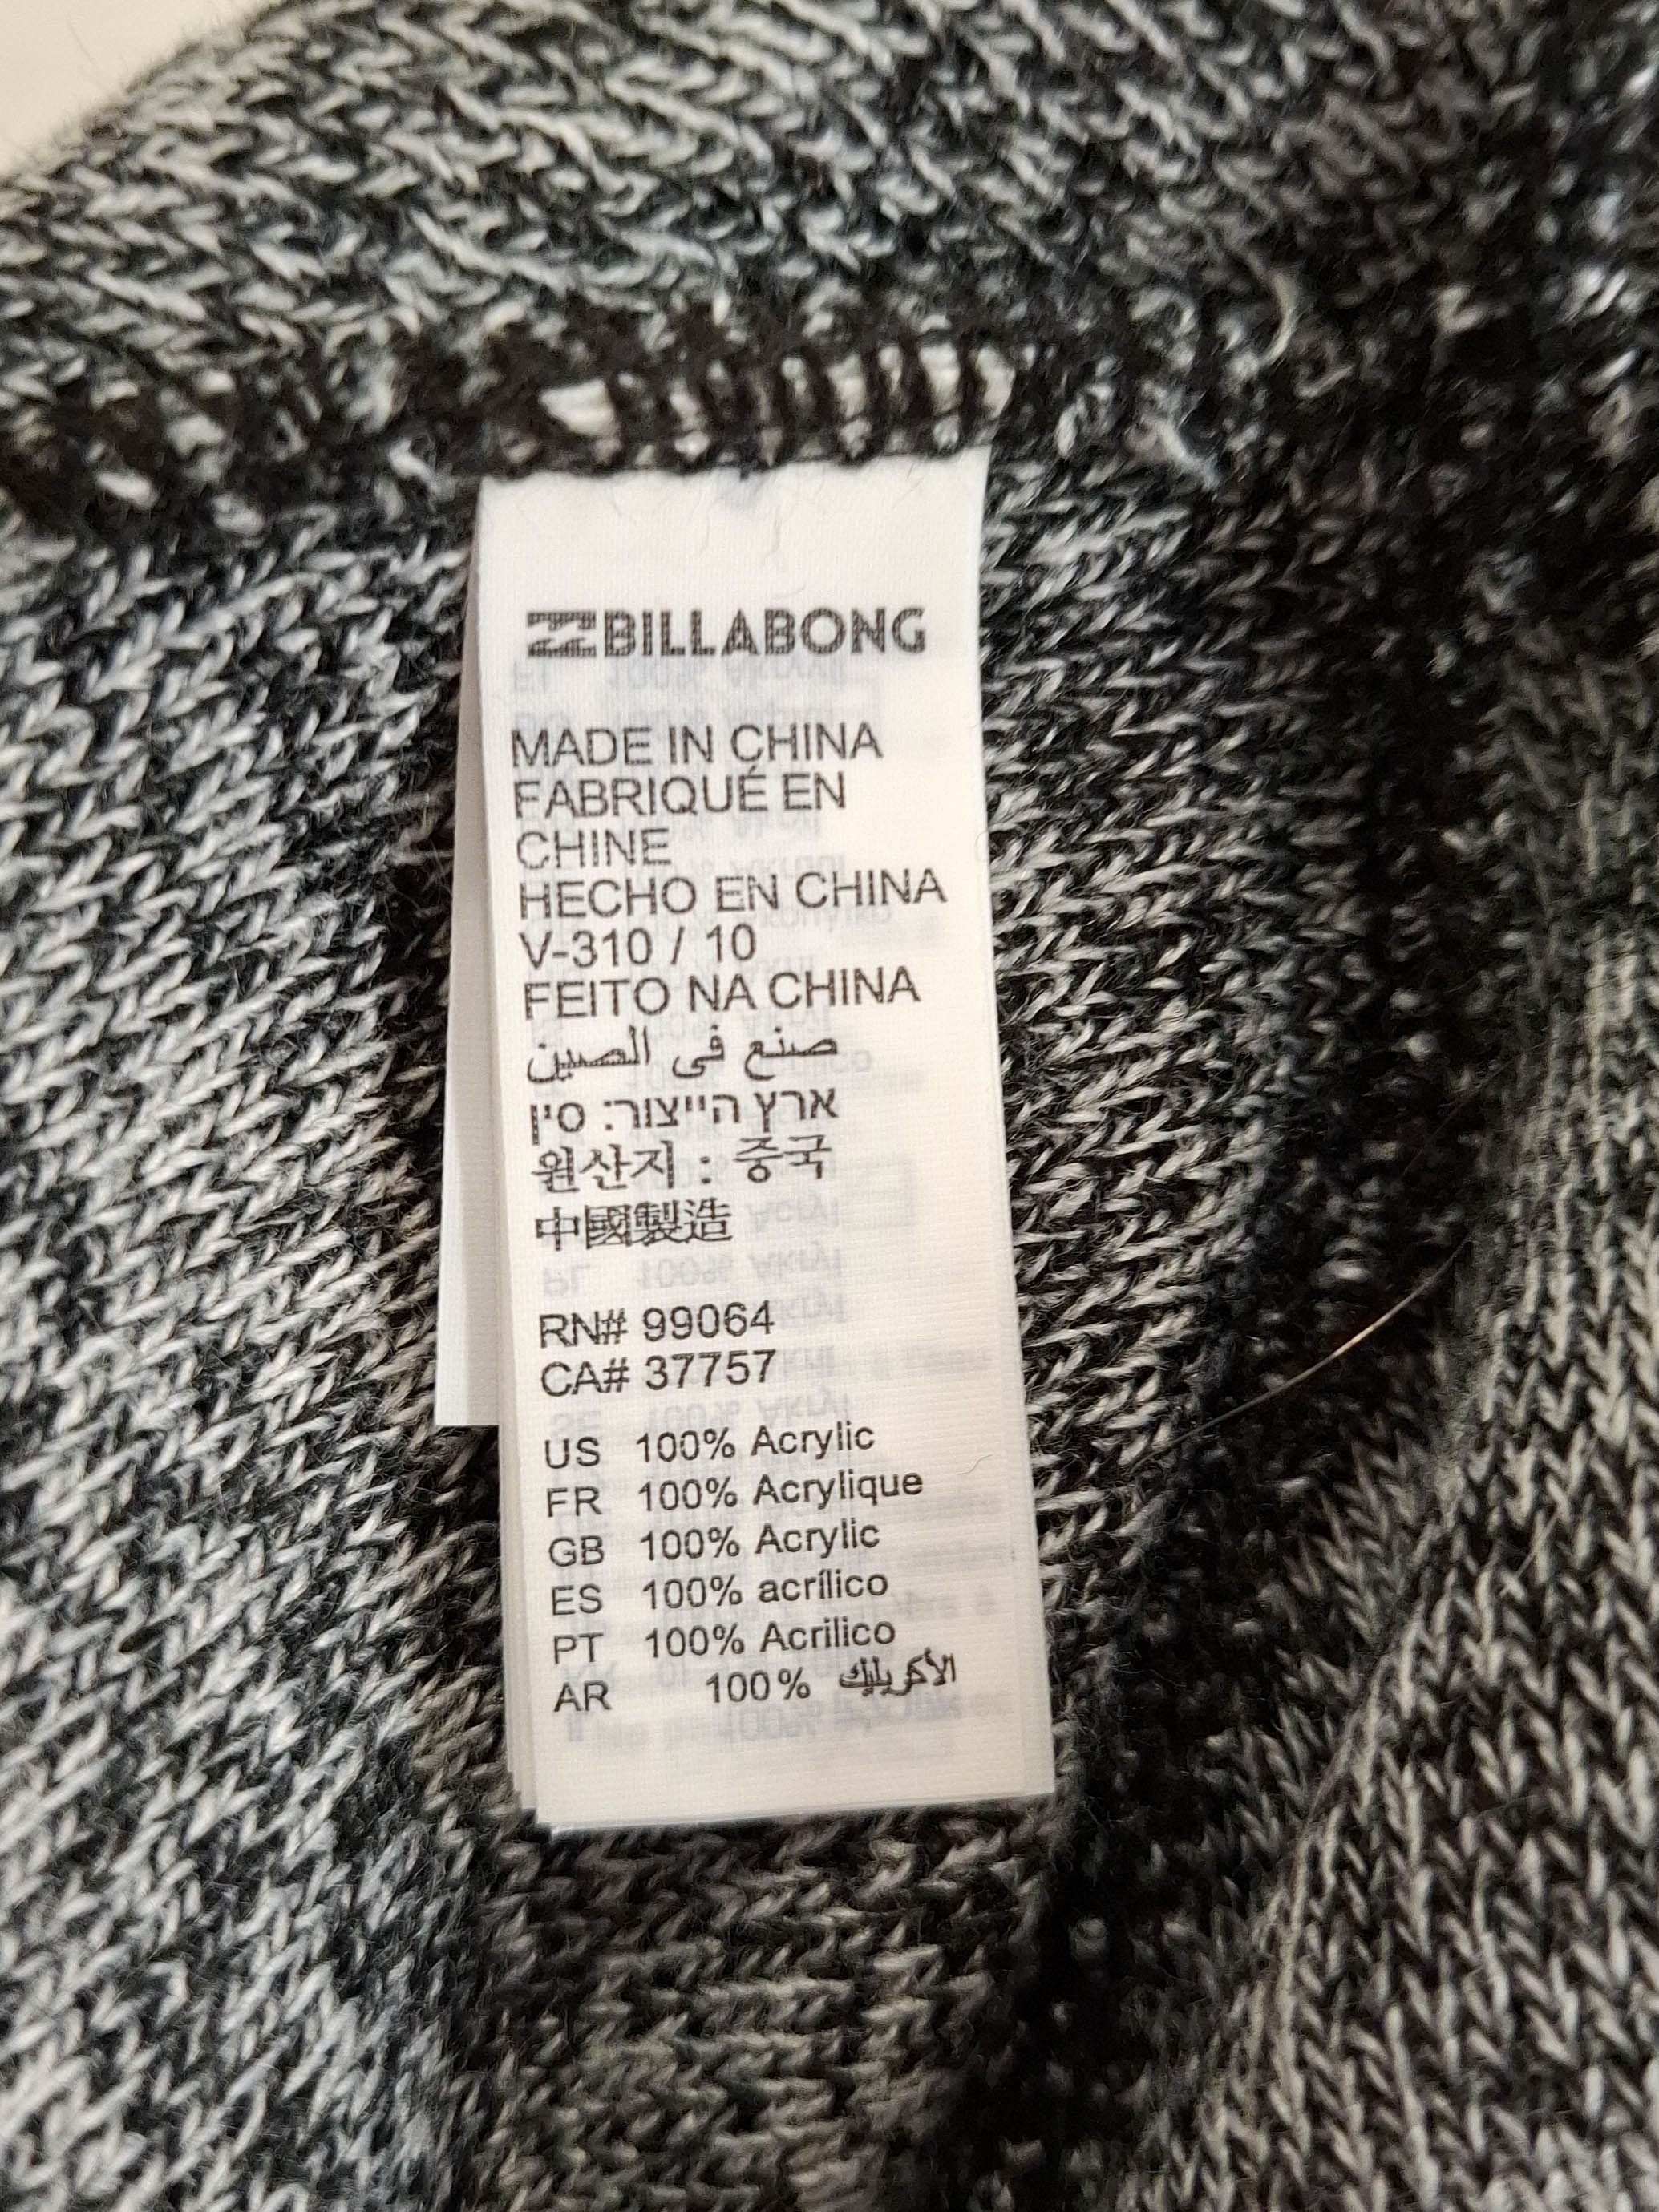 BILLABONG
MADE IN CHINA
FABRIQUÉ EN
CHINE
HECHO EN CHINA
V-310 / 10
FEITO NA CHINA
صنع فى الصين
ארץ הייצור: סין
원산지 : 중국
中國製造
RN# 99064
CA# 37757
US 100% Acrylic
FR 100% Acrylique
GB 100% Acrylic
ES 100% acrílico
PT 100% Acrilico
AR 100% الأكريليك